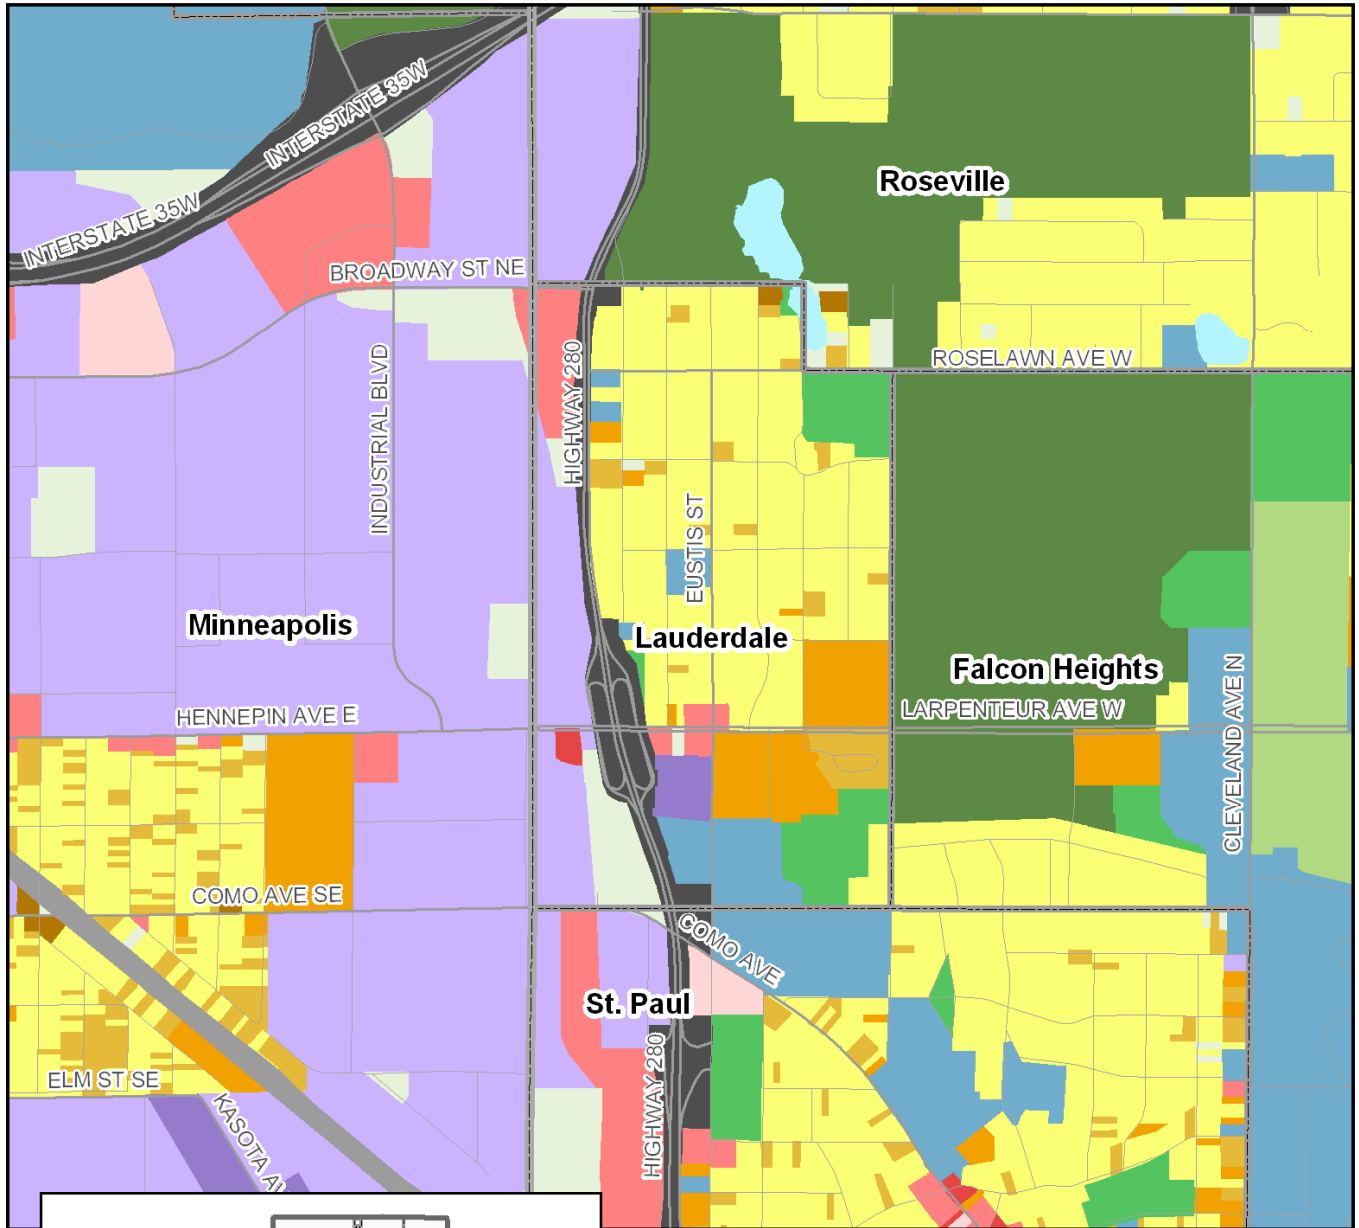 INTERSTATE 35W
Roseville
INTERSTATE 35W
BROADWAY ST NE
ROSELAWN AVE W
HIGHWAY 280
INDUSTRIAL BLVD
EUSTIS ST
Minneapolis
Lauderdale
Falcon Heights
CLEVELAND AVE N
LARPENTEUR AVE W
HENNEPIN AVE E
COMO AVE SE
COMO AVE
St. Paul
HIGHWAY 280
ELM ST SE
KASOTA AV